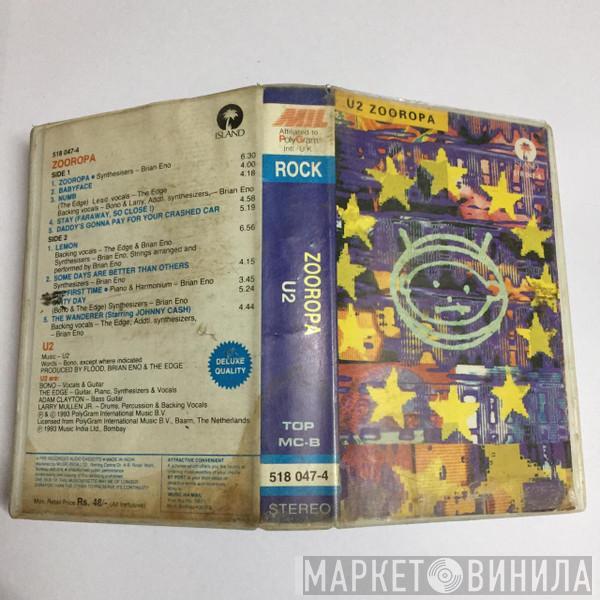 ISLAND
518 047-4
ZOOROPA
SIDE 1
1. ZOOROPA • Synthesisers – Brian Eno 6.30
2. BABYFACE 4.00
3. NUMB 4.18
(The Edge) Lead vocals – The Edge
Backing vocals – Bono & Larry, Addtl. synthesizers, – Brian Eno
4. STAY (FARAWAY, SO CLOSE !) 4.58
5. DADDY'S GONNA PAY FOR YOUR CRASHED CAR 5.19
SIDE 2
1. LEMON 6.56
Backing vocals – The Edge & Brian Eno
Synthesisers – Brian Eno, Strings arranged and
performed by Brian Eno
2. SOME DAYS ARE BETTER THAN OTHERS 4.15
Synthesizers – Brian Eno
FIRST TIME • Piano & Harmonium – Brian Eno 3.45
DAY 5.24
(Bono & The Edge) Synthesizers – Brian Eno
5. THE WANDERER (Starring JOHNNY CASH) 4.44
Backing vocals – The Edge, Addtl, synthesizers,
– Brian Eno
U2
Music – U2
Words – Bono, except where indicated
PRODUCED BY FLOOD, BRIAN ENO & THE EDGE
U2 are:
BONO – Vocals & Guitar
THE EDGE – Guitar, Piano, Synthesizers & Vocals
ADAM CLAYTON – Bass Guitar
LARRY MULLEN JR. – Drums, Percussion & Backing Vocals
℗ & © 1993 PolyGram International Music B.V.
Licensed from PolyGram International Music B.V., Baarn, The Netherlands
© 1993 Music India Ltd., Bombay
DELUXE
QUALITY
Max. Retail Price Rs. 48/- (All Inclusive)
ATTRACTIVE CONVENIENT
MIL
Affiliated to
PolyGram
Intl. U.K.
ROCK
ZOOROPA
U2
TOP
MC-B
518 047-4
STEREO
U2 ZOOROPA
МАРКЕТ ВИНИЛА